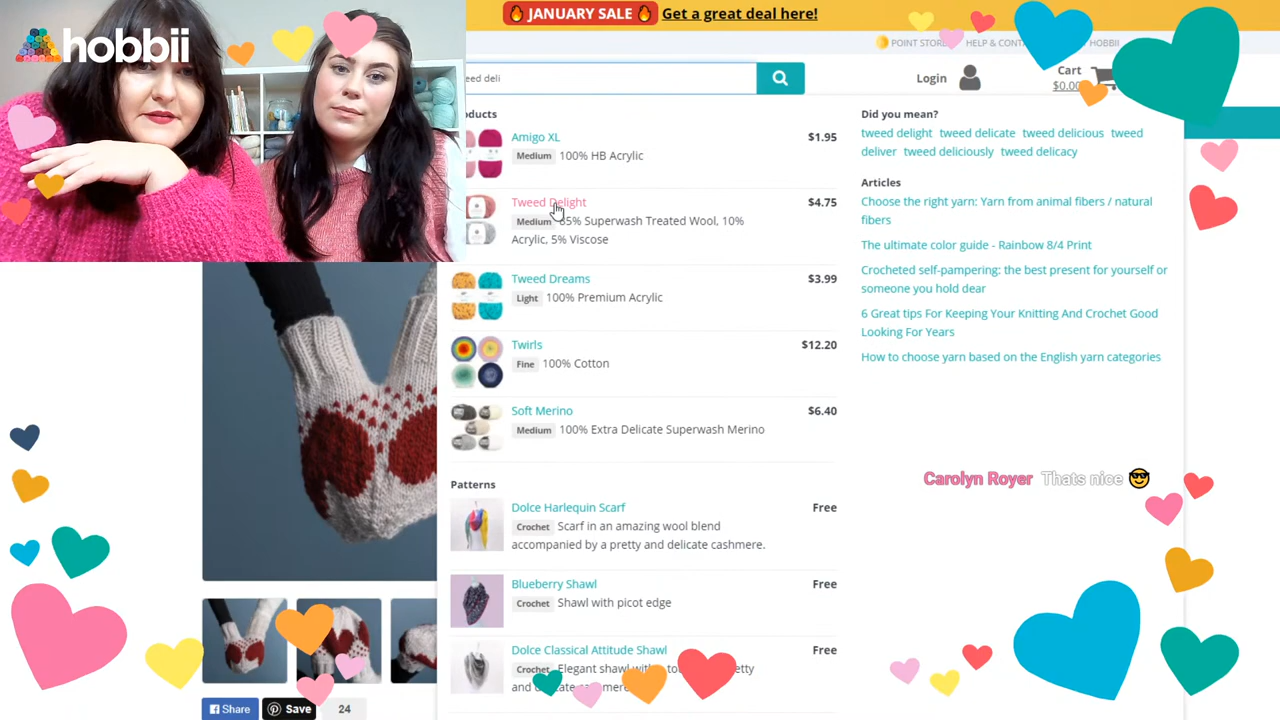 hobbii
🔥 JANUARY SALE 🔥 Get a great deal here!
POINT STORE HELP & CONT HOBBII
eed deli
Login
Cart
$0.00
ducts
Amigo XL $1.95
Medium 100% HB Acrylic
Tweed Delight $4.75
Medium 85% Superwash Treated Wool, 10%
Acrylic, 5% Viscose
Tweed Dreams $3.99
Light 100% Premium Acrylic
Twirls $12.20
Fine 100% Cotton
Soft Merino $6.40
Medium 100% Extra Delicate Superwash Merino
Patterns
Dolce Harlequin Scarf Free
Crochet Scarf in an amazing wool blend
accompanied by a pretty and delicate cashmere.
Blueberry Shawl Free
Crochet Shawl with picot edge
Dolce Classical Attitude Shawl Free
Crochet Elegant shawl
and
Did you mean?
tweed delight tweed delicate tweed delicious tweed
deliver tweed deliciously tweed delicacy
Articles
Choose the right yarn: Yarn from animal fibers / natural
fibers
The ultimate color guide - Rainbow 8/4 Print
Crocheted self-pampering: the best present for yourself or
someone you hold dear
6 Great tips For Keeping Your Knitting And Crochet Good
Looking For Years
How to choose yarn based on the English yarn categories
Carolyn Royer Thats nice 😎
Share Save 24